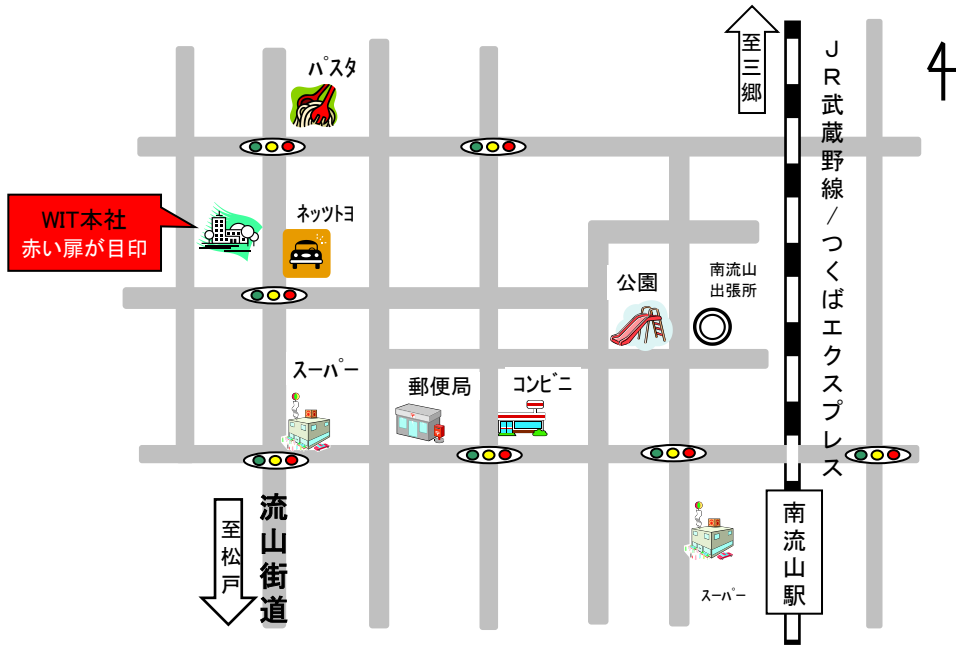 至三郷
JR武蔵野線/つくばエクスプレス
パスタ
WIT本社
赤い扉が目印
ネッツトヨ
公園
南流山
出張所
スーパー
郵便局
コンビニ
流山街道
至松戸
南流山駅
スーパー